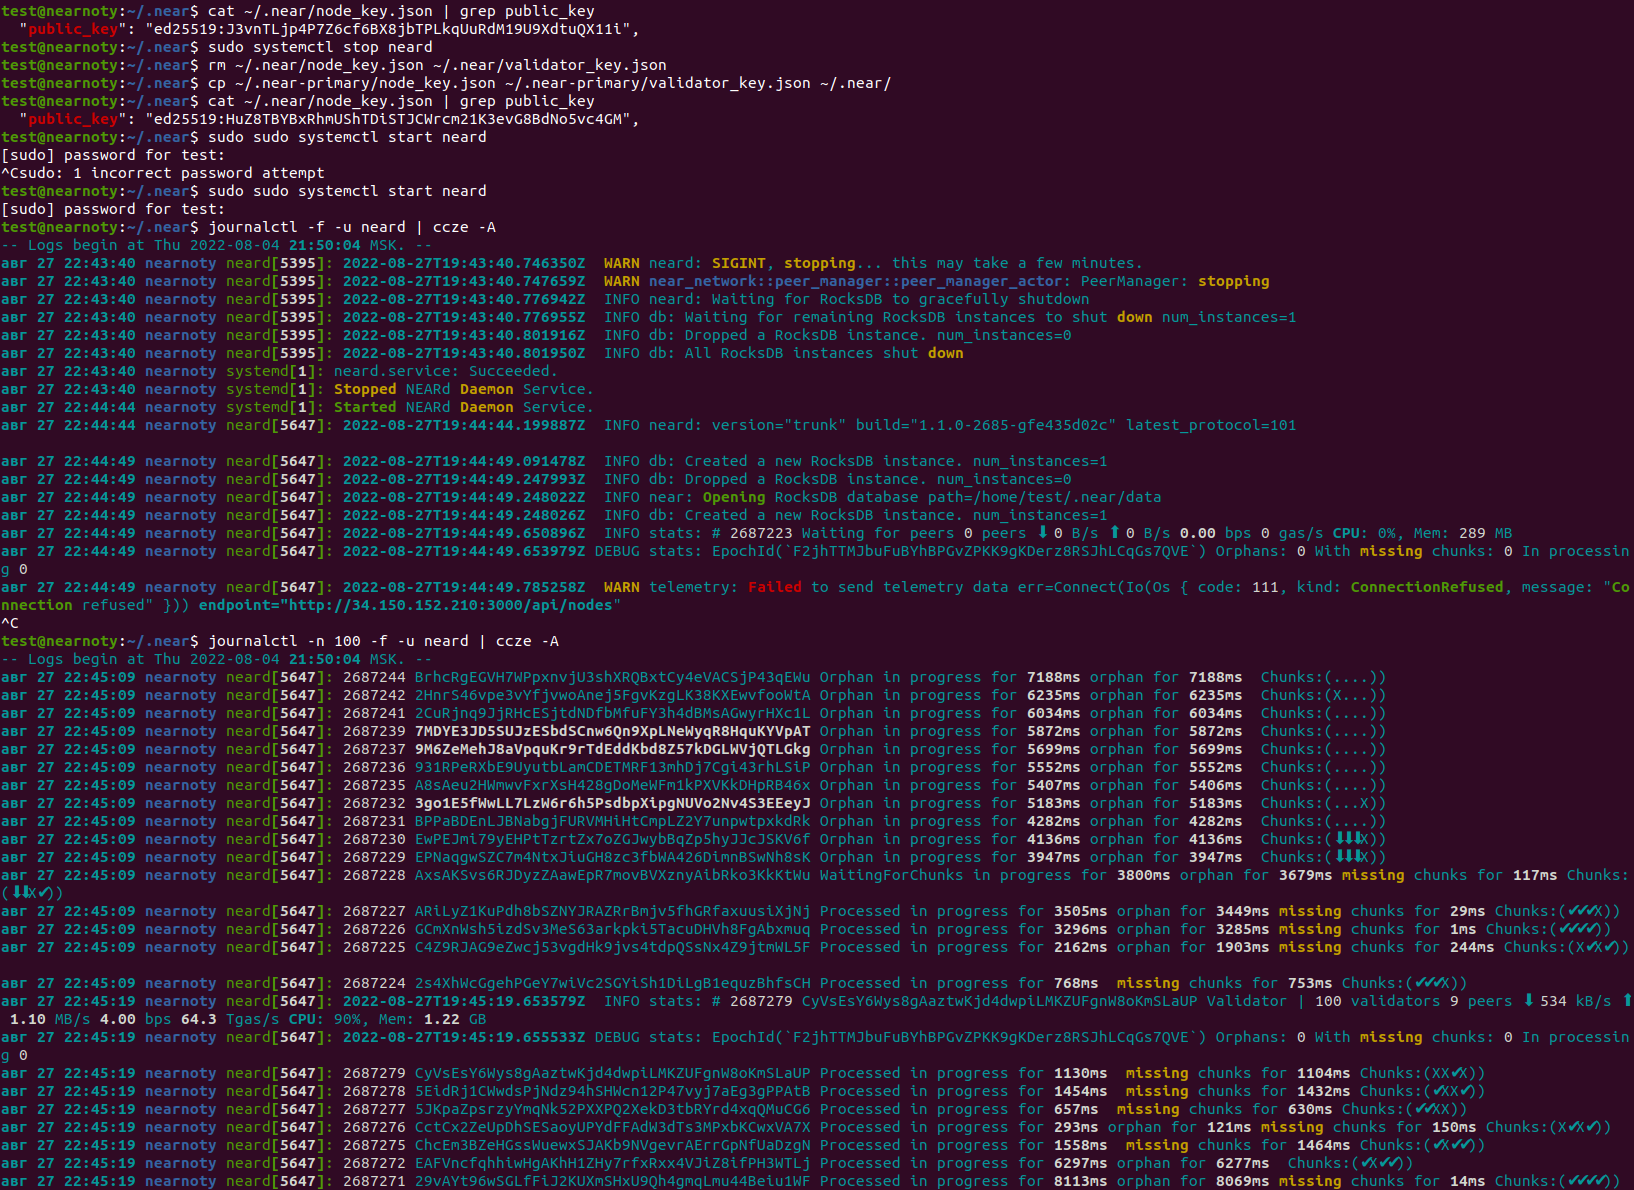 test@nearnoty:~/.near$ cat ~/.near/node_key.json | grep public_key
  "public_key": "ed25519:J3vnTLjp4P7Z6cf6BX8jbTPLkqUuRdM19U9XdtuQX11i",
test@nearnoty:~/.near$ sudo systemctl stop neard
test@nearnoty:~/.near$ rm ~/.near/node_key.json ~/.near/validator_key.json
test@nearnoty:~/.near$ cp ~/.near-primary/node_key.json ~/.near-primary/validator_key.json ~/.near/
test@nearnoty:~/.near$ cat ~/.near/node_key.json | grep public_key
  "public_key": "ed25519:HuZ8TBYBxRhmUShTDiSTJCWrcm21K3evG8BdNo5vc4GM",
test@nearnoty:~/.near$ sudo sudo systemctl start neard
[sudo] password for test:
^Csudo: 1 incorrect password attempt
test@nearnoty:~/.near$ sudo sudo systemctl start neard
[sudo] password for test:
test@nearnoty:~/.near$ journalctl -f -u neard | ccze -A
-- Logs begin at Thu 2022-08-04 21:50:04 MSK. --
авг 27 22:43:40 nearnoty neard[5395]: 2022-08-27T19:43:40.746350Z  WARN neard: SIGINT, stopping... this may take a few minutes.
авг 27 22:43:40 nearnoty neard[5395]: 2022-08-27T19:43:40.747659Z  WARN near_network::peer_manager::peer_manager_actor: PeerManager: stopping
авг 27 22:43:40 nearnoty neard[5395]: 2022-08-27T19:43:40.776942Z  INFO neard: Waiting for RocksDB to gracefully shutdown
авг 27 22:43:40 nearnoty neard[5395]: 2022-08-27T19:43:40.776955Z  INFO db: Waiting for remaining RocksDB instances to shut down num_instances=1
авг 27 22:43:40 nearnoty neard[5395]: 2022-08-27T19:43:40.801916Z  INFO db: Dropped a RocksDB instance. num_instances=0
авг 27 22:43:40 nearnoty neard[5395]: 2022-08-27T19:43:40.801950Z  INFO db: All RocksDB instances shut down
авг 27 22:43:40 nearnoty systemd[1]: neard.service: Succeeded.
авг 27 22:43:40 nearnoty systemd[1]: Stopped NEARd Daemon Service.
авг 27 22:44:44 nearnoty systemd[1]: Started NEARd Daemon Service.
авг 27 22:44:44 nearnoty neard[5647]: 2022-08-27T19:44:44.199887Z  INFO neard: version="trunk" build="1.1.0-2685-gfe435d02c" latest_protocol=101
авг 27 22:44:49 nearnoty neard[5647]: 2022-08-27T19:44:49.091478Z  INFO db: Created a new RocksDB instance. num_instances=1
авг 27 22:44:49 nearnoty neard[5647]: 2022-08-27T19:44:49.247993Z  INFO db: Dropped a RocksDB instance. num_instances=0
авг 27 22:44:49 nearnoty neard[5647]: 2022-08-27T19:44:49.248022Z  INFO near: Opening RocksDB database path=/home/test/.near/data
авг 27 22:44:49 nearnoty neard[5647]: 2022-08-27T19:44:49.248026Z  INFO db: Created a new RocksDB instance. num_instances=1
авг 27 22:44:49 nearnoty neard[5647]: 2022-08-27T19:44:49.650896Z  INFO stats: # 2687223 Waiting for peers 0 peers ⬇ 0 B/s ⬆ 0 B/s 0.00 bps 0 gas/s CPU: 0%, Mem: 289 MB
авг 27 22:44:49 nearnoty neard[5647]: 2022-08-27T19:44:49.653979Z DEBUG stats: EpochId(`F2jhTTMJbuFuBYhBPGvZPKK9gKDerz8RSJhLCqGs7QVE`) Orphans: 0 With missing chunks: 0 In processin
g 0
авг 27 22:44:49 nearnoty neard[5647]: 2022-08-27T19:44:49.785258Z  WARN telemetry: Failed to send telemetry data err=Connect(Io(Os { code: 111, kind: ConnectionRefused, message: "Co
nnection refused" })) endpoint="http://34.150.152.210:3000/api/nodes"
^C
test@nearnoty:~/.near$ journalctl -n 100 -f -u neard | ccze -A
-- Logs begin at Thu 2022-08-04 21:50:04 MSK. --
авг 27 22:45:09 nearnoty neard[5647]: 2687244 BrhcRgEGVH7WPpxnvjU3shXRQBxtCy4eVACSjP43qEWu Orphan in progress for 7188ms orphan for 7188ms  Chunks:(....))
авг 27 22:45:09 nearnoty neard[5647]: 2687242 2HnrS46vpe3vYfjvwoAnej5FgvKzgLK38KXEwvfooWtA Orphan in progress for 6235ms orphan for 6235ms  Chunks:(X...))
авг 27 22:45:09 nearnoty neard[5647]: 2687241 2CuRjnq9JjRHcESjtdNDfbMfuFY3h4dBMsAGwyrHXc1L Orphan in progress for 6034ms orphan for 6034ms  Chunks:(....))
авг 27 22:45:09 nearnoty neard[5647]: 2687239 7MDYE3JD5SUJzESbdSCnw6Qn9XpLNeWyqR8HquKYVpAT Orphan in progress for 5872ms orphan for 5872ms  Chunks:(....))
авг 27 22:45:09 nearnoty neard[5647]: 2687237 9M6ZeMehJ8aVpquKr9rTdEddKbd8Z57kDGLWVjQTLGkg Orphan in progress for 5699ms orphan for 5699ms  Chunks:(....))
авг 27 22:45:09 nearnoty neard[5647]: 2687236 931RPeRXbE9UyutbLamCDETMRF13mhDj7Cgi43rhLSiP Orphan in progress for 5552ms orphan for 5552ms  Chunks:(....))
авг 27 22:45:09 nearnoty neard[5647]: 2687235 A8sAeu2HWmwvFxrXsH428gDoMeWFm1kPXVKkDHpRB46x Orphan in progress for 5407ms orphan for 5406ms  Chunks:(....))
авг 27 22:45:09 nearnoty neard[5647]: 2687232 3go1E5fWwLL7LzW6r6h5PsdbpXipgNUVo2Nv4S3EEeyJ Orphan in progress for 5183ms orphan for 5183ms  Chunks:(...X))
авг 27 22:45:09 nearnoty neard[5647]: 2687231 BPPaBDEnLJBNabgjFURVMHiHtCmpLZ2Y7unpwtpxkdRk Orphan in progress for 4282ms orphan for 4282ms  Chunks:(....))
авг 27 22:45:09 nearnoty neard[5647]: 2687230 EwPEJmi79yEHPtTzrtZx7oZGJwybBqZp5hyJJcJSKV6f Orphan in progress for 4136ms orphan for 4136ms  Chunks:(⬇⬇⬇X))
авг 27 22:45:09 nearnoty neard[5647]: 2687229 EPNaqgwSZC7m4NtxJiuGH8zc3fbWA426DimnBSwNh8sK Orphan in progress for 3947ms orphan for 3947ms  Chunks:(⬇⬇⬇X))
авг 27 22:45:09 nearnoty neard[5647]: 2687228 AxsAKSvs6RJDyzZAawEpR7movBVXznyAibRko3KkKtWu WaitingForChunks in progress for 3800ms orphan for 3679ms missing chunks for 117ms Chunks:
(⬇⬇X✔))
авг 27 22:45:09 nearnoty neard[5647]: 2687227 ARiLyZ1KuPdh8bSZNYJRAZRrBmjv5fhGRfaxuusiXjNj Processed in progress for 3505ms orphan for 3449ms missing chunks for 29ms Chunks:(✔✔✔X))
авг 27 22:45:09 nearnoty neard[5647]: 2687226 GCmXnWsh5izdSv3MeS63arkpki5TacuDHVh8FgAbxmuq Processed in progress for 3296ms orphan for 3285ms missing chunks for 1ms Chunks:(✔✔✔✔))
авг 27 22:45:09 nearnoty neard[5647]: 2687225 C4Z9RJAG9eZwcj53vgdHk9jvs4tdpQSsNx4Z9jtmWL5F Processed in progress for 2162ms orphan for 1903ms missing chunks for 244ms Chunks:(X✔X✔))
авг 27 22:45:09 nearnoty neard[5647]: 2687224 2s4XhWcGgehPGeY7wiVc2SGYiSh1DiLgB1equzBhfsCH Processed in progress for 768ms  missing chunks for 753ms Chunks:(✔✔✔X))
авг 27 22:45:19 nearnoty neard[5647]: 2022-08-27T19:45:19.653579Z  INFO stats: # 2687279 CyVsEsY6Wys8gAaztwKjd4dwpiLMKZUFgnW8oKmSLaUP Validator | 100 validators 9 peers ⬇ 534 kB/s ⬆
 1.10 MB/s 4.00 bps 64.3 Tgas/s CPU: 90%, Mem: 1.22 GB
авг 27 22:45:19 nearnoty neard[5647]: 2022-08-27T19:45:19.655533Z DEBUG stats: EpochId(`F2jhTTMJbuFuBYhBPGvZPKK9gKDerz8RSJhLCqGs7QVE`) Orphans: 0 With missing chunks: 0 In processin
g 0
авг 27 22:45:19 nearnoty neard[5647]: 2687279 CyVsEsY6Wys8gAaztwKjd4dwpiLMKZUFgnW8oKmSLaUP Processed in progress for 1130ms  missing chunks for 1104ms Chunks:(XX✔X))
авг 27 22:45:19 nearnoty neard[5647]: 2687278 5EidRj1CWwdsPjNdz94hSHWcn12P47vyj7aEg3gPPAtB Processed in progress for 1454ms  missing chunks for 1432ms Chunks:(✔XX✔))
авг 27 22:45:19 nearnoty neard[5647]: 2687277 5JKpaZpsrzyYmqNk52PXXPQ2XekD3tbRYrd4xqQMuCG6 Processed in progress for 657ms  missing chunks for 630ms Chunks:(✔✔XX))
авг 27 22:45:19 nearnoty neard[5647]: 2687276 CctCx2ZeUpDhSESaoyUPYdFFAdW3dTs3MPxbKCwxVA7X Processed in progress for 293ms orphan for 121ms missing chunks for 150ms Chunks:(X✔X✔))
авг 27 22:45:19 nearnoty neard[5647]: 2687275 ChcEm3BZeHGssWuewxSJAKb9NVgevrAErrGpNfUaDzgN Processed in progress for 1558ms  missing chunks for 1464ms Chunks:(✔X✔✔))
авг 27 22:45:19 nearnoty neard[5647]: 2687272 EAFVncfqhhiwHgAKhH1ZHy7rfxRxx4VJiZ8ifPH3WTLj Processed in progress for 6297ms orphan for 6277ms  Chunks:(✔X✔✔))
авг 27 22:45:19 nearnoty neard[5647]: 2687271 29vAYt96wSGLfFiJ2KUXmSHxU9Qh4gmqLmu44Beiu1WF Processed in progress for 8113ms orphan for 8069ms missing chunks for 14ms Chunks:(✔✔✔✔))